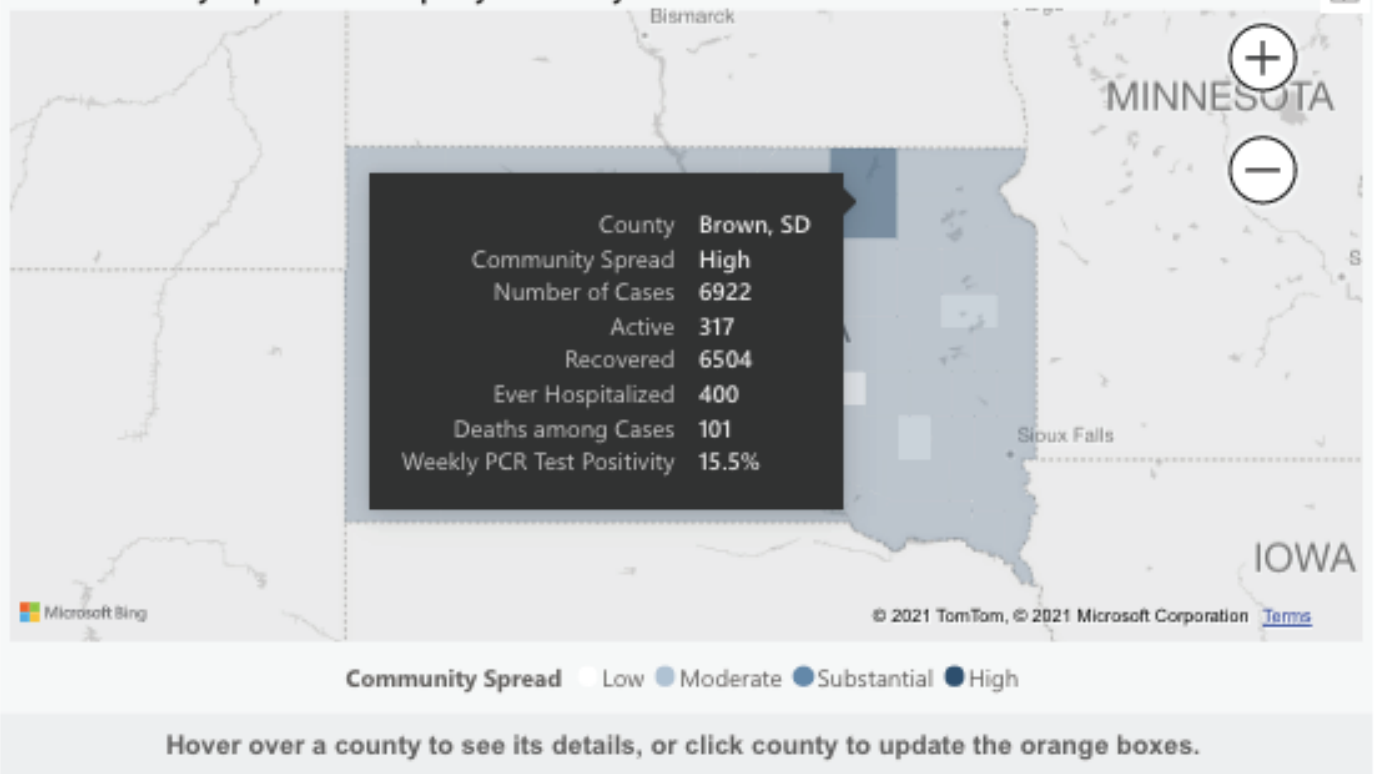 Bismarck
MINNESOTA
County Brown, SD
Community Spread High
Number of Cases 6922
Active 317
Recovered 6504
Ever Hospitalized 400
Deaths among Cases 101
Weekly PCR Test Positivity 15.5%
Sioux Falls
IOWA
Microsoft Bing
© 2021 TomTom, © 2021 Microsoft Corporation Terms
Community Spread Low Moderate Substantial High
Hover over a county to see its details, or click county to update the orange boxes.